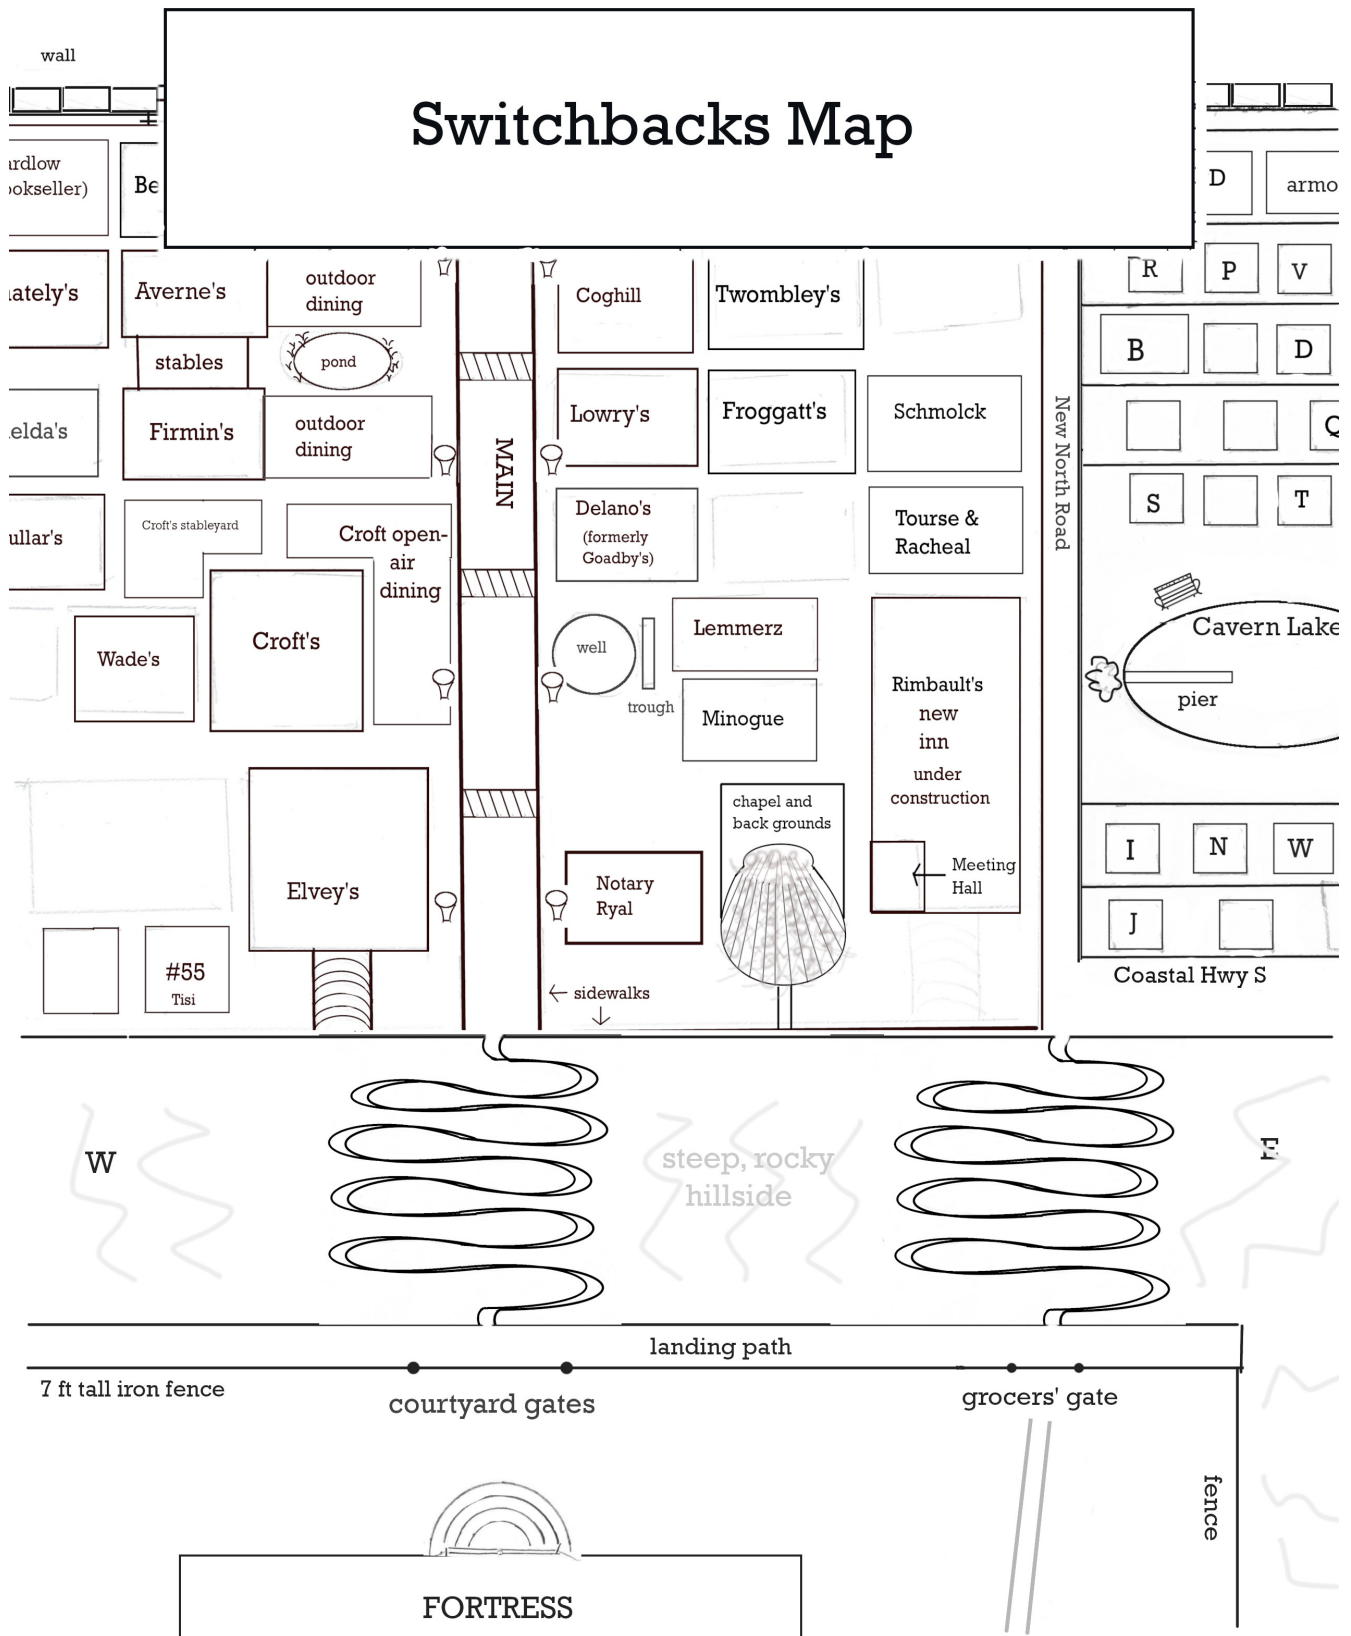 wall
Switchbacks Map
ardlow
ookseller)
Be
D
armo
ately's
Averne's
outdoor
dining
Coghill
Twombley's
R
P
V
stables
pond
B
D
elda's
Firmin's
outdoor
dining
MAIN
Lowry's
Froggatt's
Schmolck
New North Road
Q
ullar's
Croft's stableyard
Croft open-
air
dining
Delano's
(formerly
Goadby's)
Tourse &
Racheal
S
T
Wade's
Croft's
well
trough
Lemmerz
Minogue
Rimbault's
new
inn
under
construction
Cavern Lake
pier
Elvey's
Notary
Ryal
chapel and
back grounds
Meeting
Hall
I
N
W
J
#55
Tisi
sidewalks
Coastal Hwy S
W
steep, rocky
hillside
E
landing path
7 ft tall iron fence
courtyard gates
grocers' gate
fence
FORTRESS